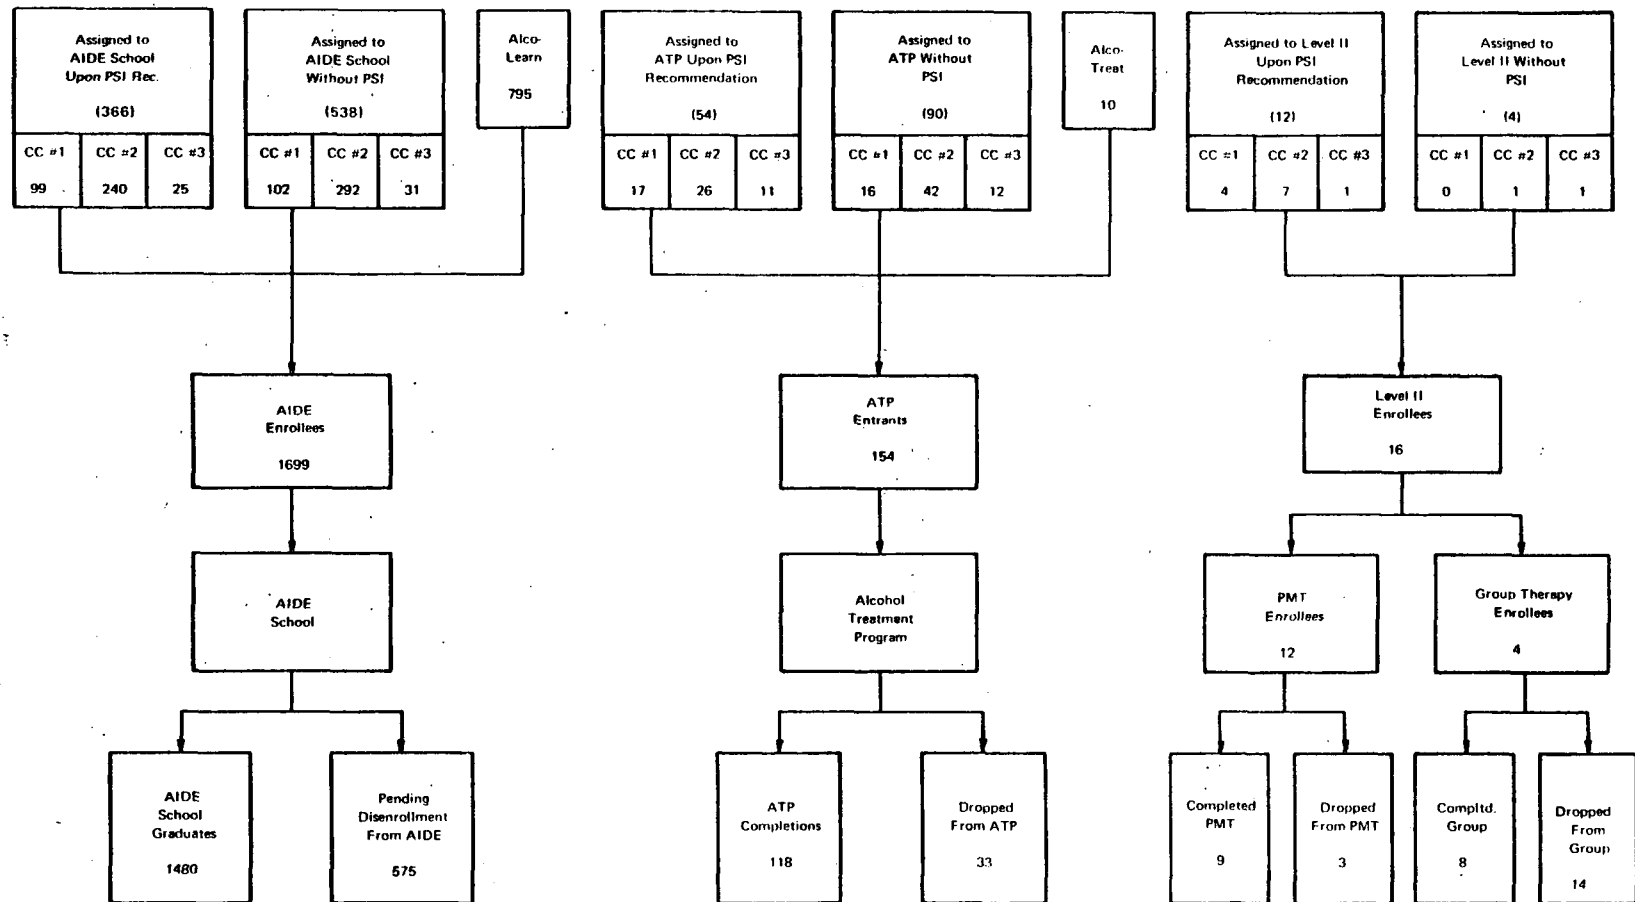 Assigned to
AIDE School
Upon PSI Rec.
(366)
CC #1 CC #2 CC #3
99 240 25
Assigned to
AIDE School
Without PSI
(538)
CC #1 CC #2 CC #3
102 292 31
Alco-
Learn
795
Assigned to
ATP Upon PSI
Recommendation
(54)
CC #1 CC #2 CC #3
17 26 11
Assigned to
ATP Without
PSI
(90)
CC #1 CC #2 CC #3
16 42 12
Alco-
Treat
10
Assigned to Level II
Upon PSI
Recommendation
(12)
CC #1 CC #2 CC #3
4 7 1
Assigned to
Level II Without
PSI
(4)
CC #1 CC #2 CC #3
0 1 1
AIDE
Enrollees
1699
ATP
Entrants
154
Level II
Enrollees
16
AIDE
School
Alcohol
Treatment
Program
PMT
Enrollees
12
Group Therapy
Enrollees
4
AIDE
School
Graduates
1480
Pending
Disenrollment
From AIDE
575
ATP
Completions
118
Dropped
From ATP
33
Completed
PMT
9
Dropped
From PMT
3
Compltd.
Group
8
Dropped
From
Group
14